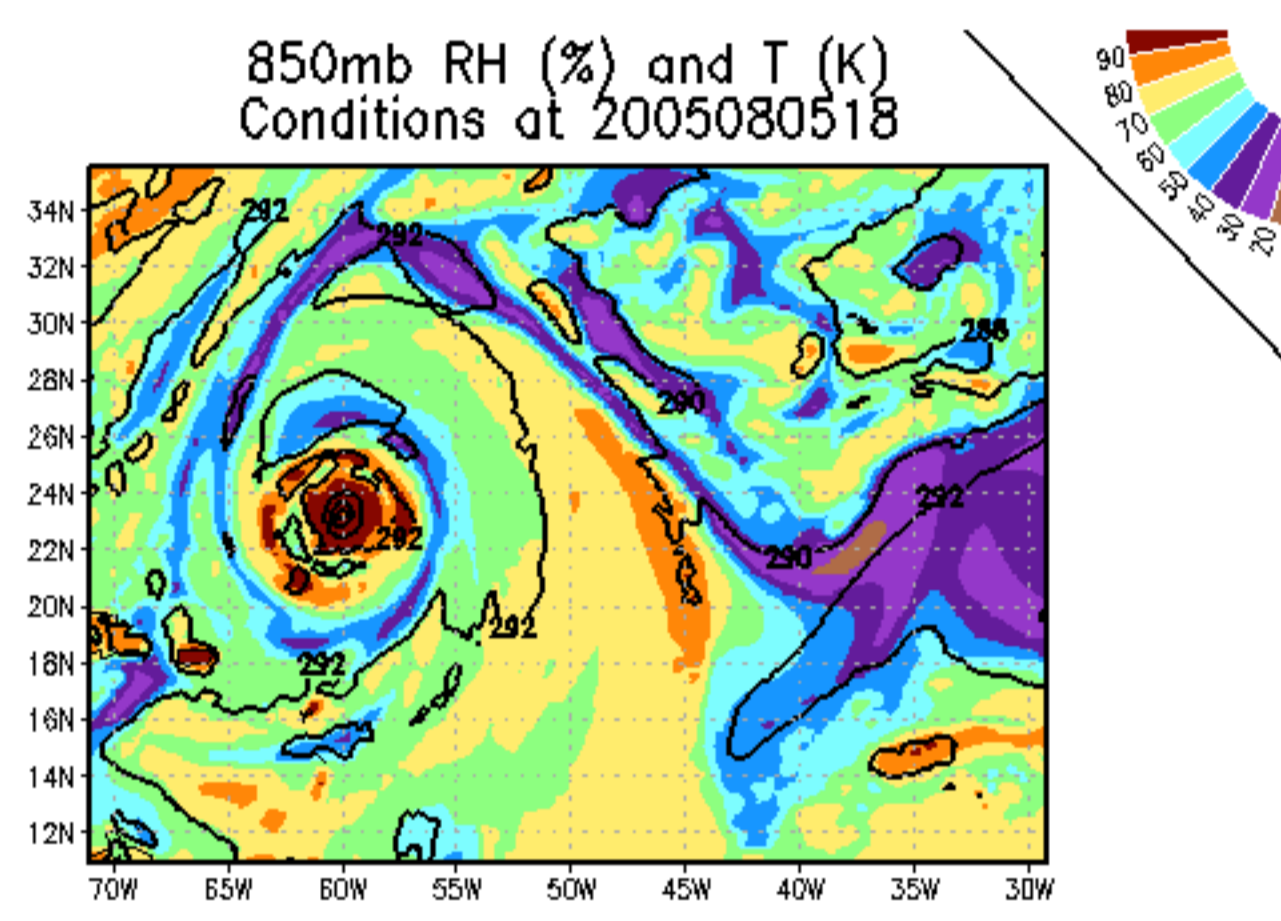 850mb RH (%) and T (K)
Conditions at 2005080518
90
80
70
60
50
40
30
20
34N
32N
30N
28N
26N
24N
22N
20N
18N
16N
14N
12N
292
292
288
290
292
292
290
292
292
70W 65W 60W 55W 50W 45W 40W 35W 30W